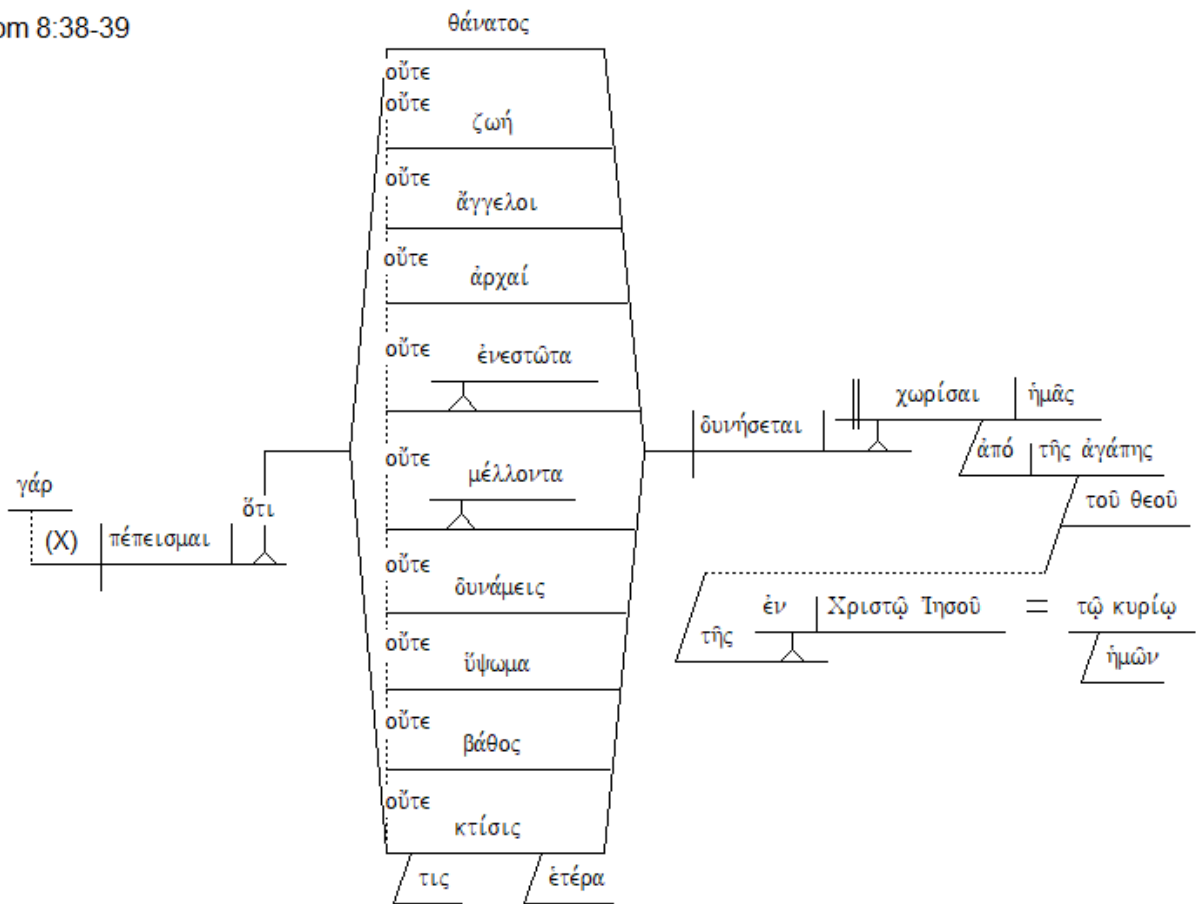 om 8:38-39
θάνατος
οὔτε
οὔτε
ζωή
οὔτε
ἄγγελοι
οὔτε
ἀρχαί
οὔτε ἐνεστῶτα
χωρίσαι ἡμᾶς
δυνήσεται
ἀπό τῆς ἀγάπης
οὔτε
μέλλοντα
τοῦ θεοῦ
γάρ
ὅτι
(X) πέπεισμαι
οὔτε
δυνάμεις
ἐν Χριστῷ Ἰησοῦ = τῷ κυρίῳ
τῆς
ἡμῶν
οὔτε
ὕψωμα
οὔτε
βάθος
οὔτε
κτίσις
τις ἑτέρα